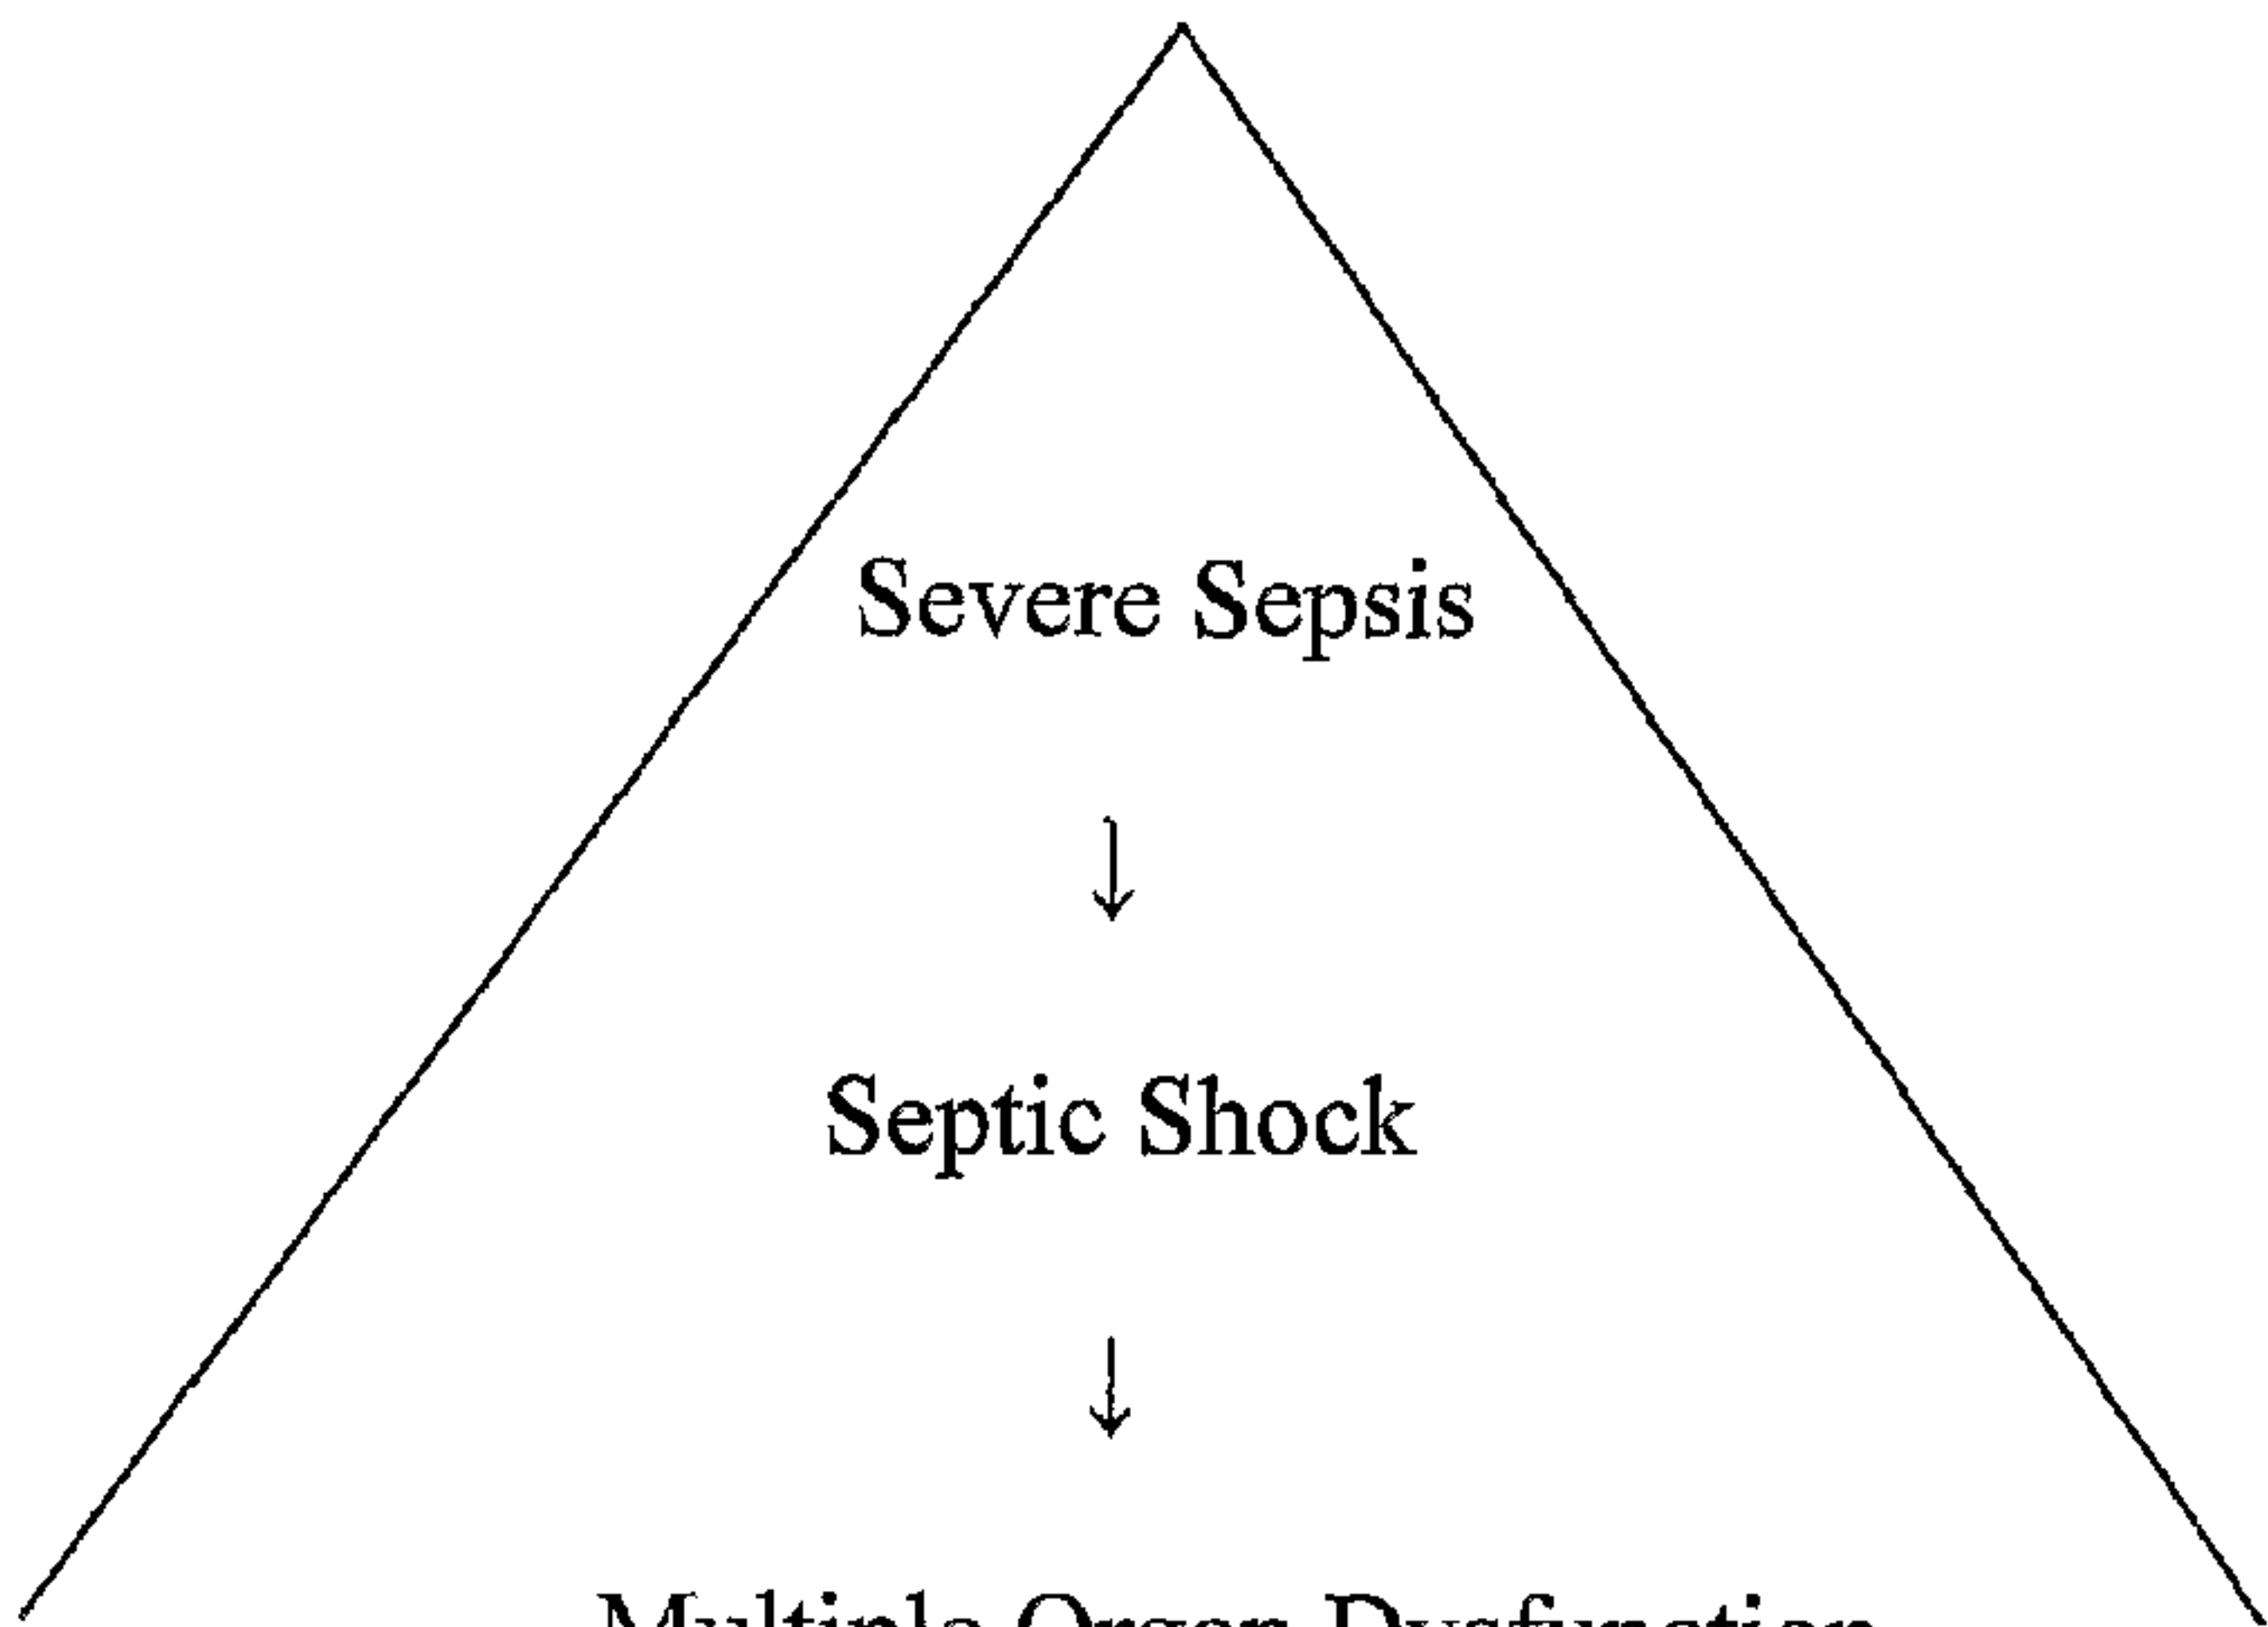 Severe Sepsis
↓
Septic Shock
↓
Multiple Organ Dysfunction